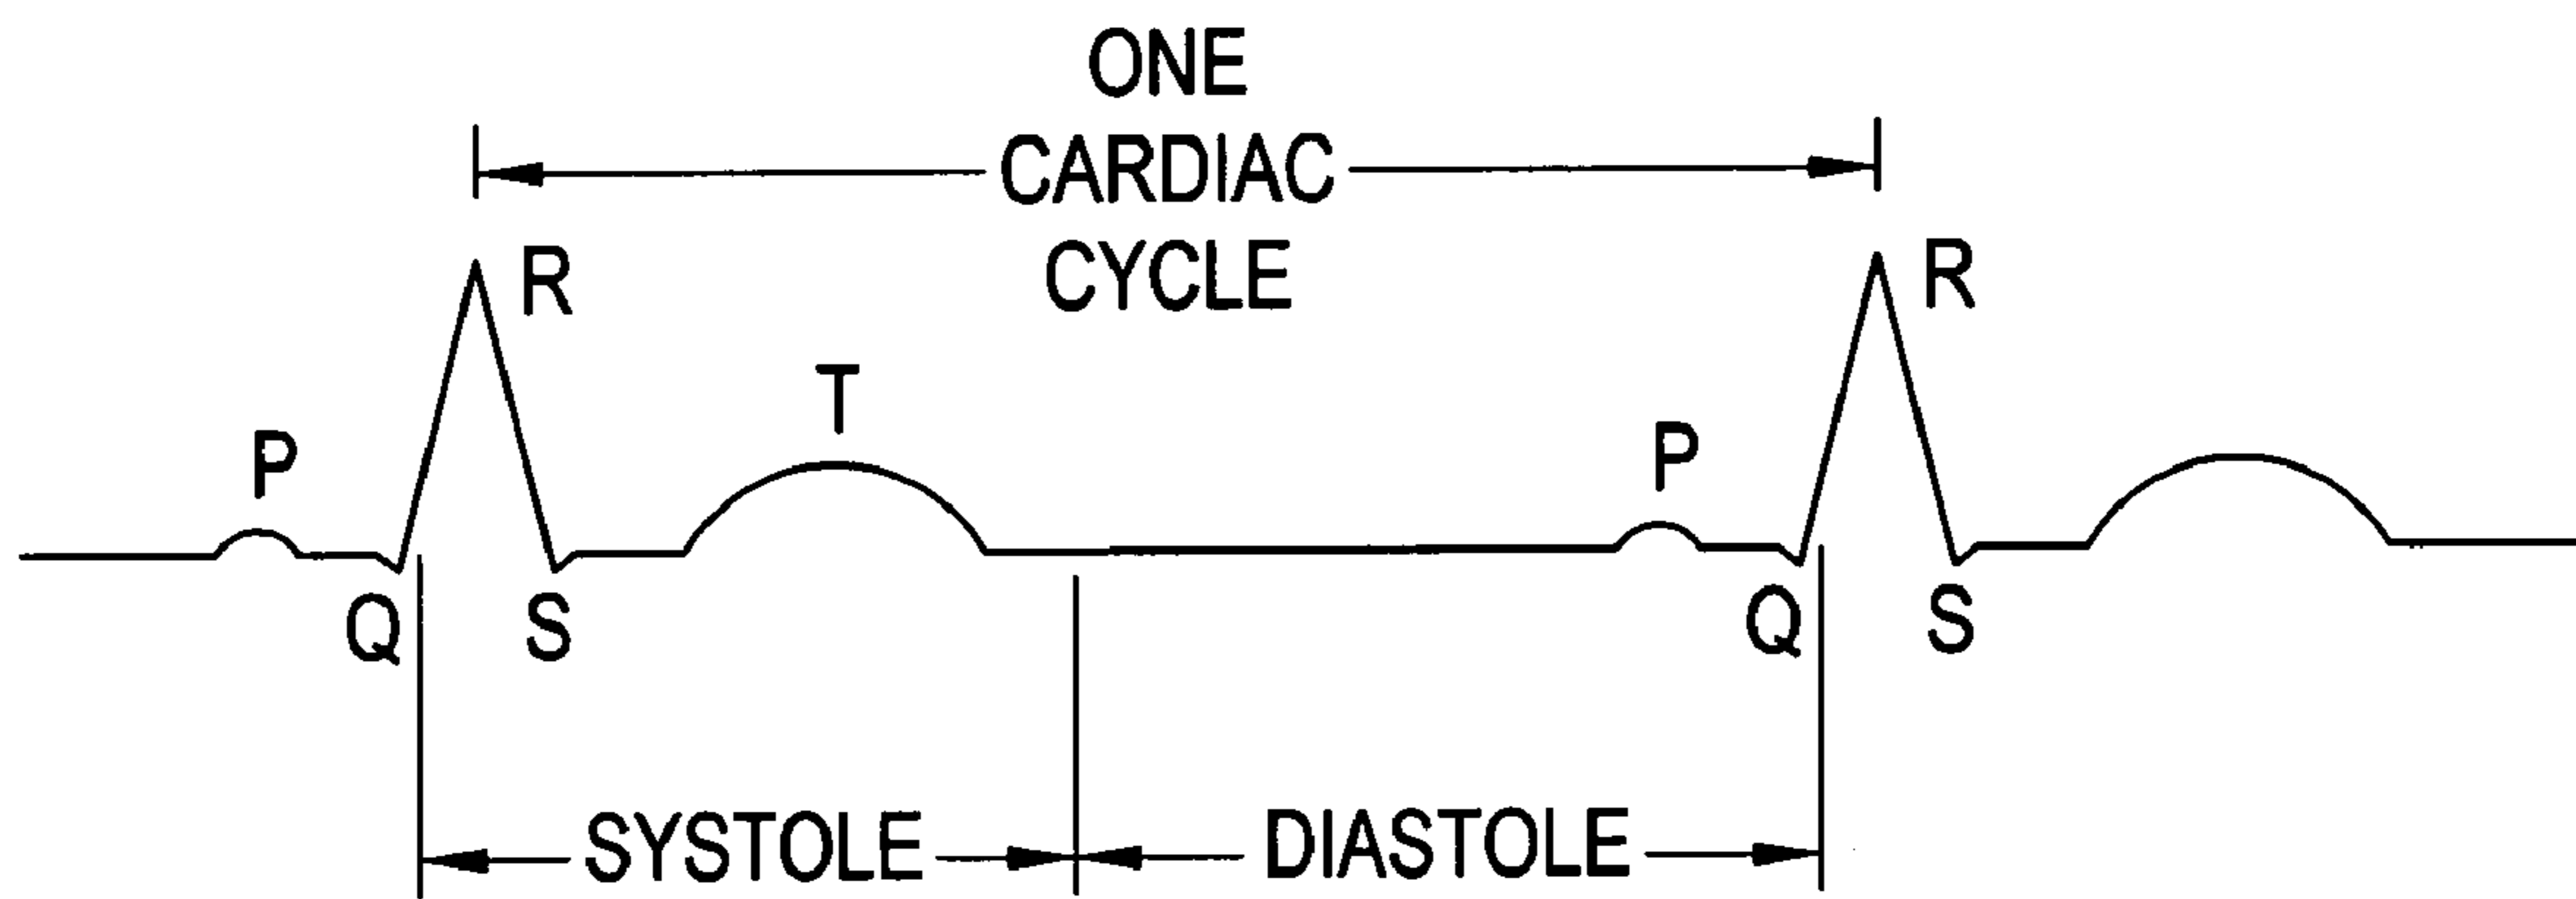 ONE
CARDIAC
CYCLE
R
R
T
P
P
Q
S
Q
S
SYSTOLE
DIASTOLE